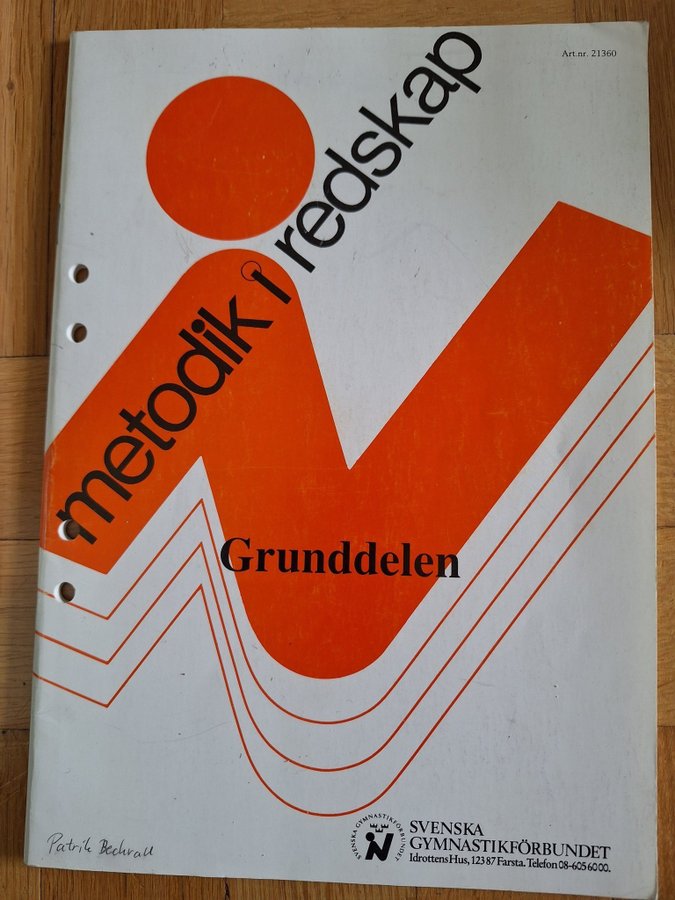 Art.nr. 21360
metodik i redskap
Grunddelen
SVENSKA GYMNASTIKFÖRBUNDET
SVENSKA
GYMNASTIKFÖRBUNDET
Idrottens Hus, 123 87 Farsta. Telefon 08-605 60 00.
Patrik